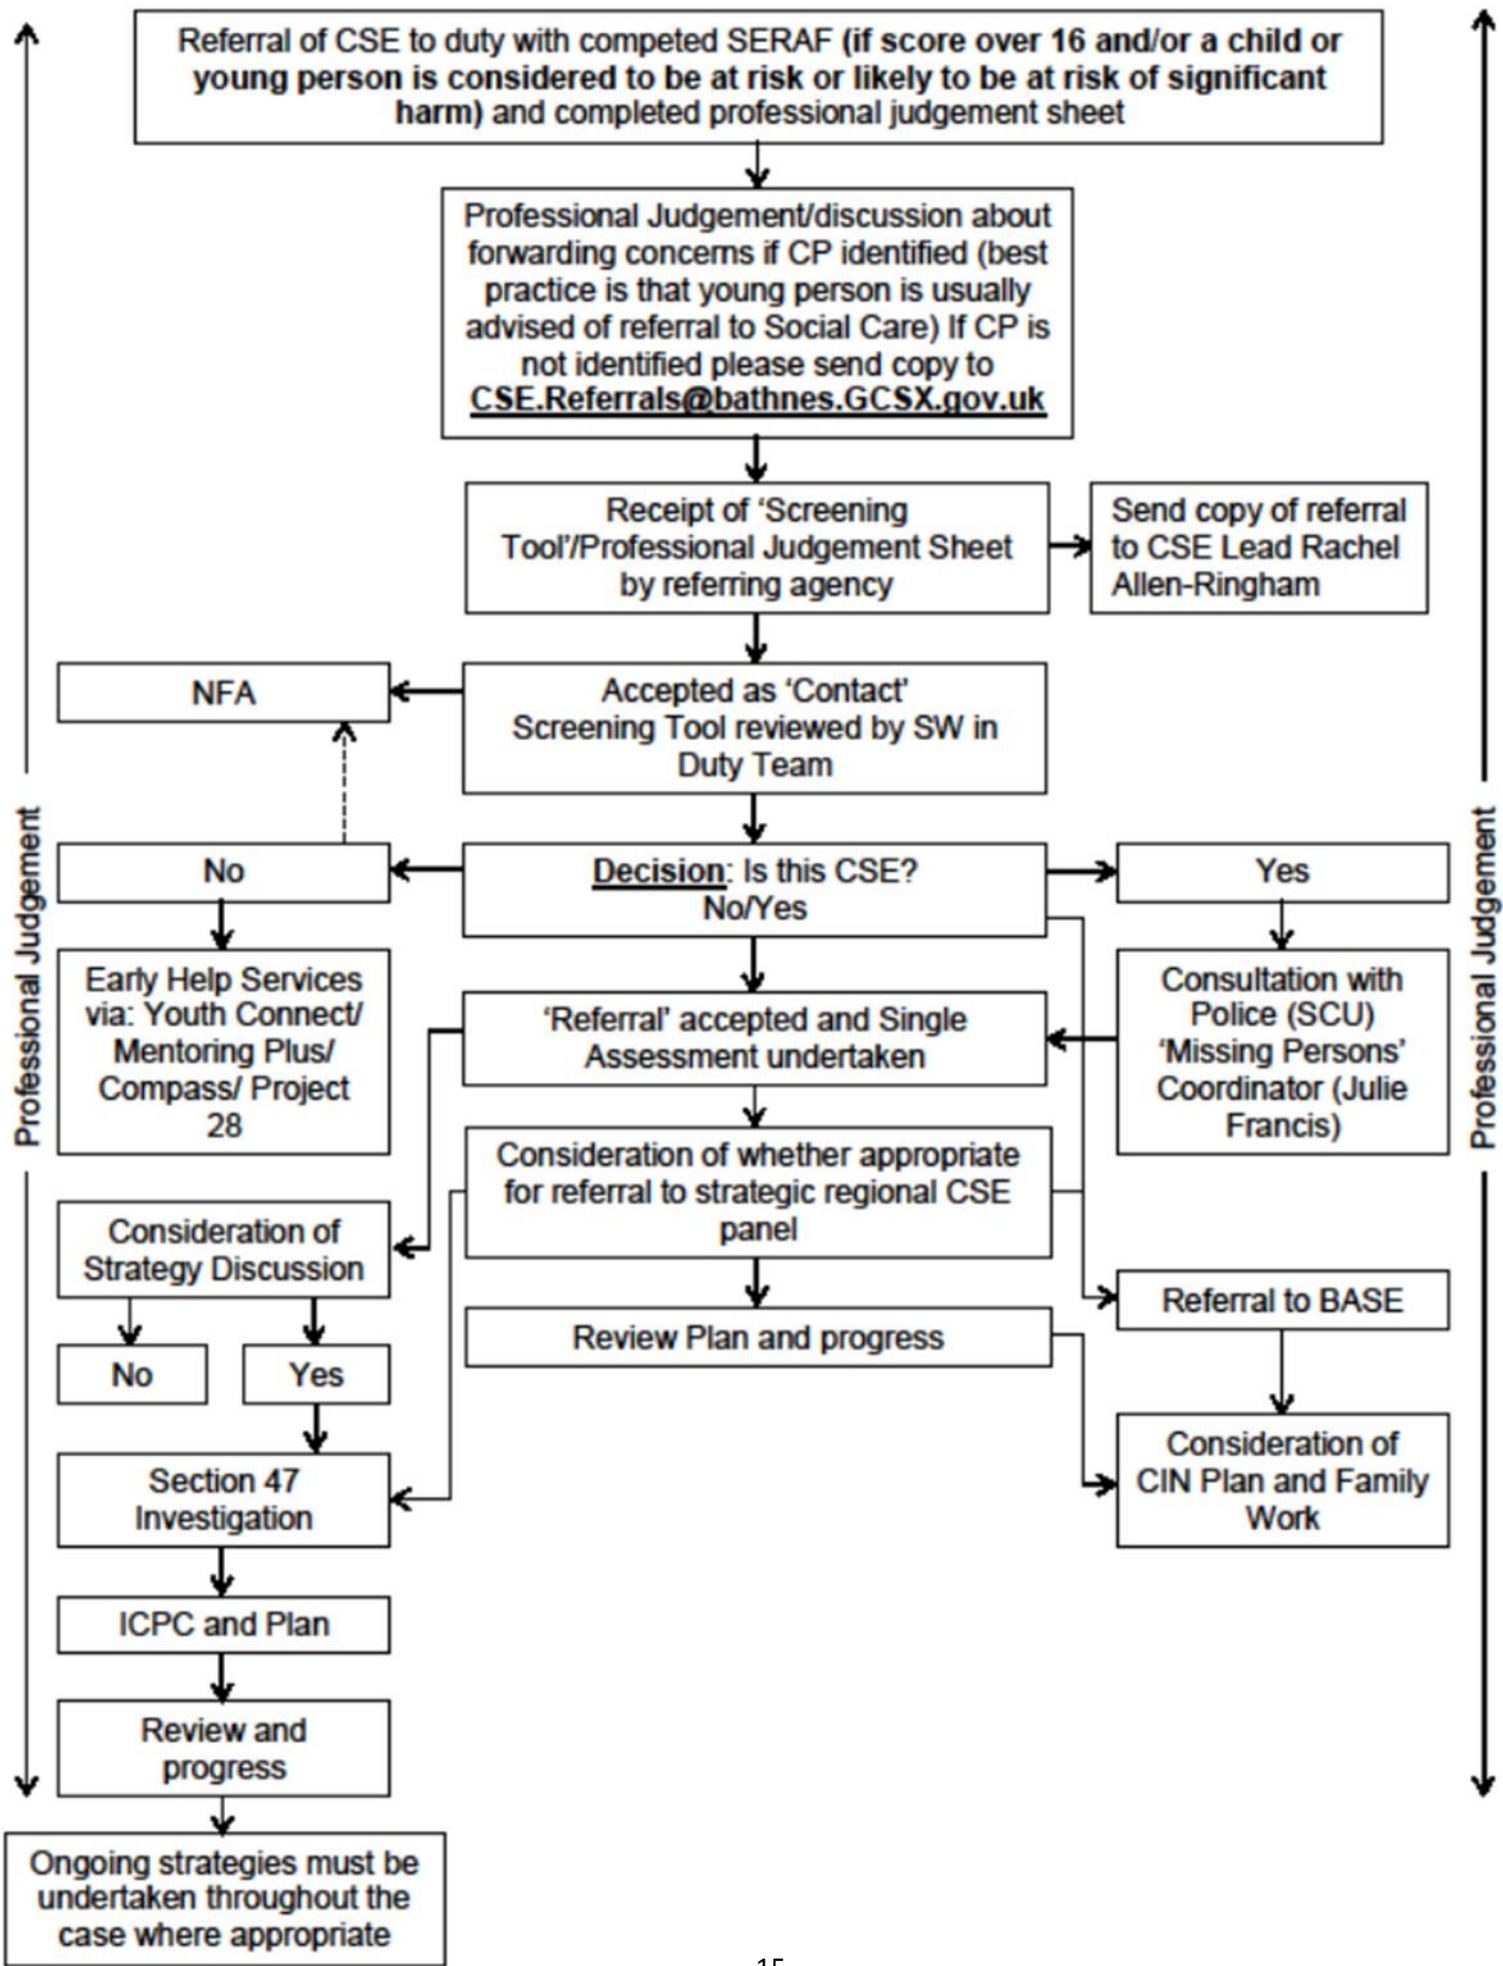 Referral of CSE to duty with competed SERAF (if score over 16 and/or a child or
young person is considered to be at risk or likely to be at risk of significant
harm) and completed professional judgement sheet
Professional Judgement/discussion about
forwarding concerns if CP identified (best
practice is that young person is usually
advised of referral to Social Care) If CP is
not identified please send copy to
CSE.Referrals@bathnes.GCSX.gov.uk
Receipt of ‘Screening
Tool’/Professional Judgement Sheet
by referring agency
Send copy of referral
to CSE Lead Rachel
Allen-Ringham
NFA
Accepted as ‘Contact’
Screening Tool reviewed by SW in
Duty Team
No
Decision: Is this CSE?
No/Yes
Yes
Professional Judgement
Early Help Services
via: Youth Connect/
Mentoring Plus/
Compass/ Project
28
‘Referral’ accepted and Single
Assessment undertaken
Consultation with
Police (SCU)
‘Missing Persons’
Coordinator (Julie
Francis)
Professional Judgement
Consideration of whether appropriate
for referral to strategic regional CSE
panel
Consideration of
Strategy Discussion
Referral to BASE
Review Plan and progress
No
Yes
Consideration of
CIN Plan and Family
Work
Section 47
Investigation
ICPC and Plan
Review and
progress
Ongoing strategies must be
undertaken throughout the
case where appropriate
15